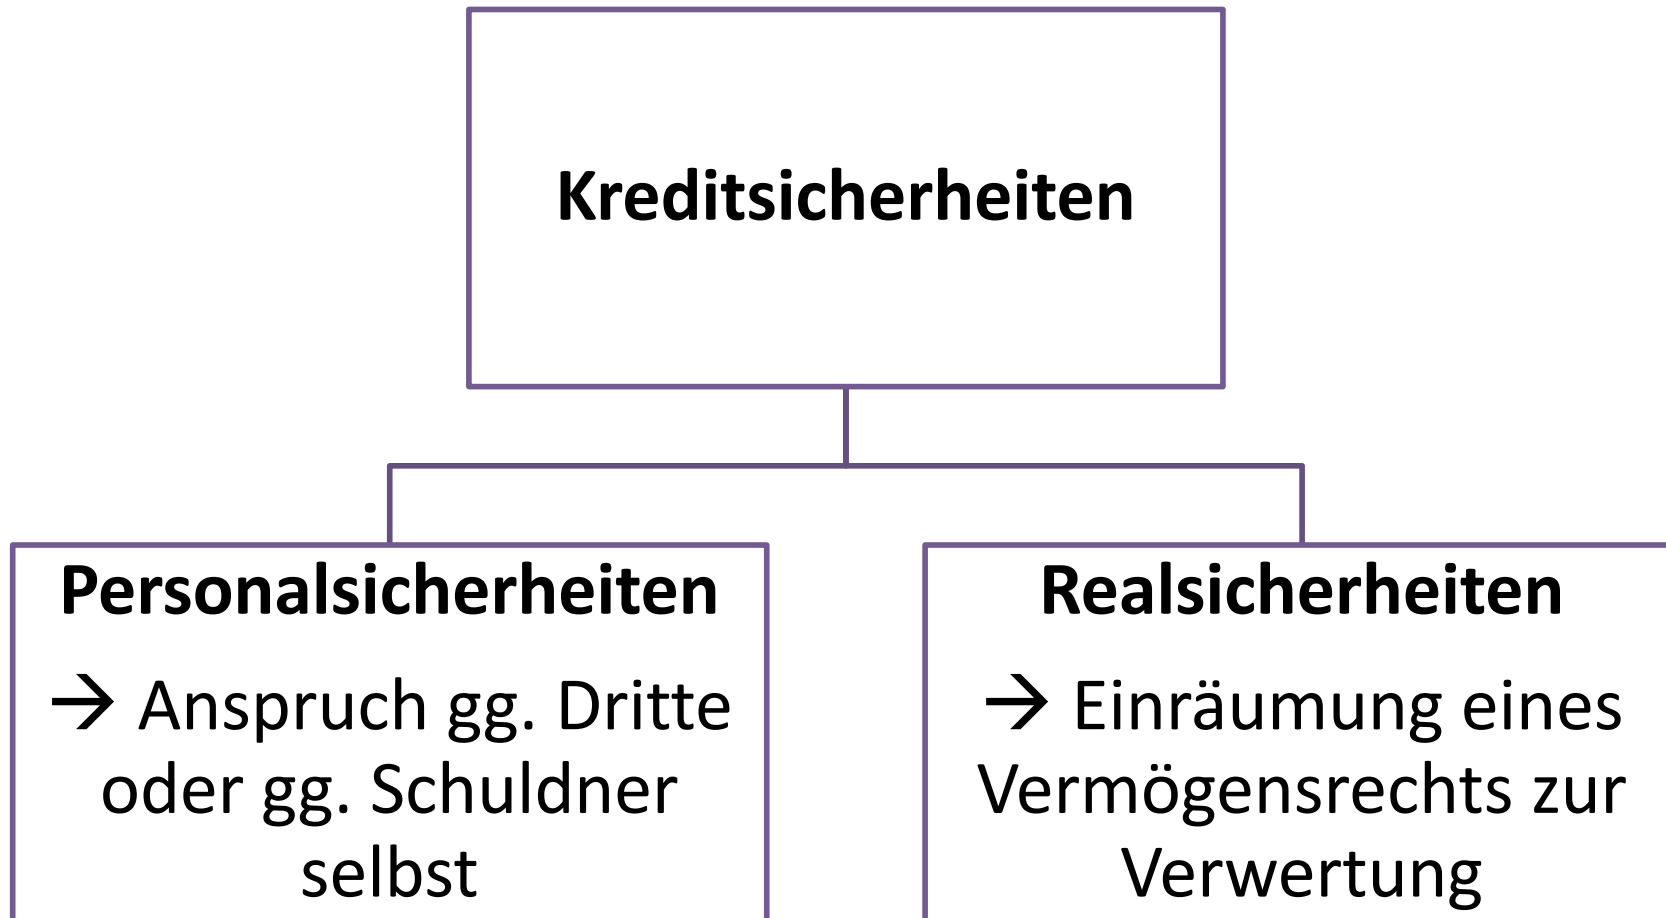 Kreditsicherheiten
Personalsicherheiten
→ Anspruch gg. Dritte
oder gg. Schuldner
selbst
Realsicherheiten
→ Einräumung eines
Vermögensrechts zur
Verwertung